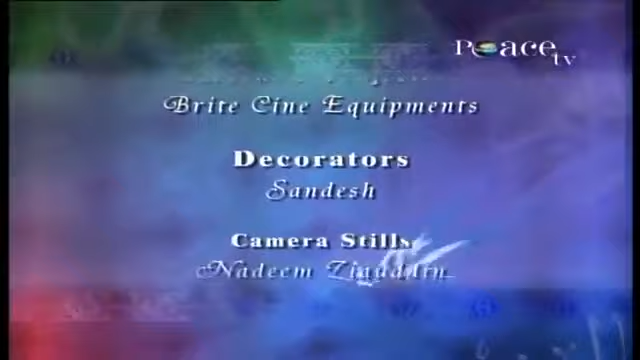 Peace tv
Brite Cine Equipments
Decorators
Sandesh
Camera Stills
Nadeem Ziauddin